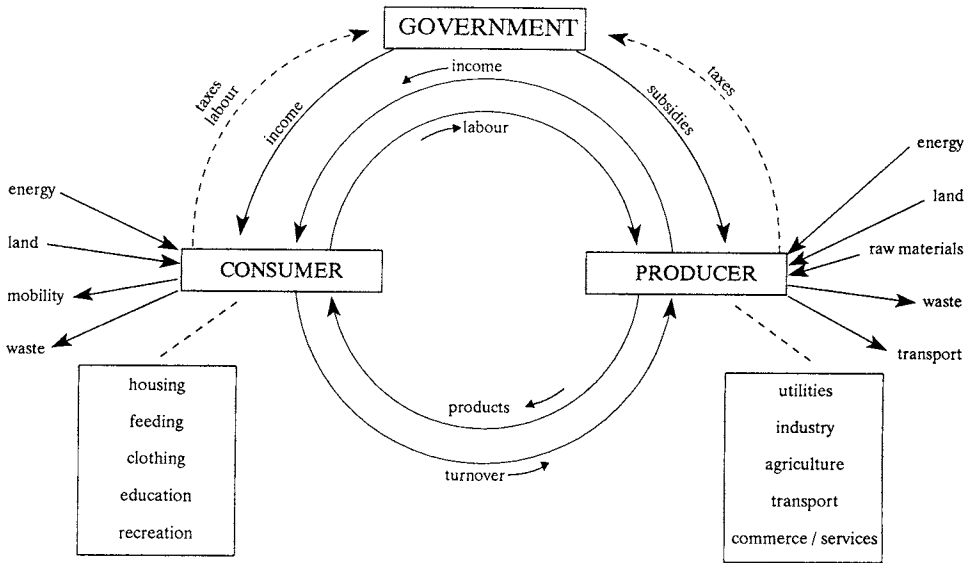 GOVERNMENT
taxes
labour
income
income
labour
subsidies
taxes
energy
land
mobility
waste
CONSUMER
PRODUCER
energy
land
raw materials
waste
transport
housing
feeding
clothing
education
recreation
products
turnover
utilities
industry
agriculture
transport
commerce / services